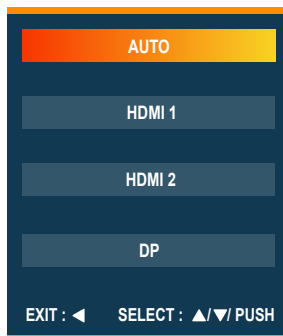 AUTO
HDMI 1
HDMI 2
DP
EXIT : ◀ SELECT : ▲/▼/ PUSH